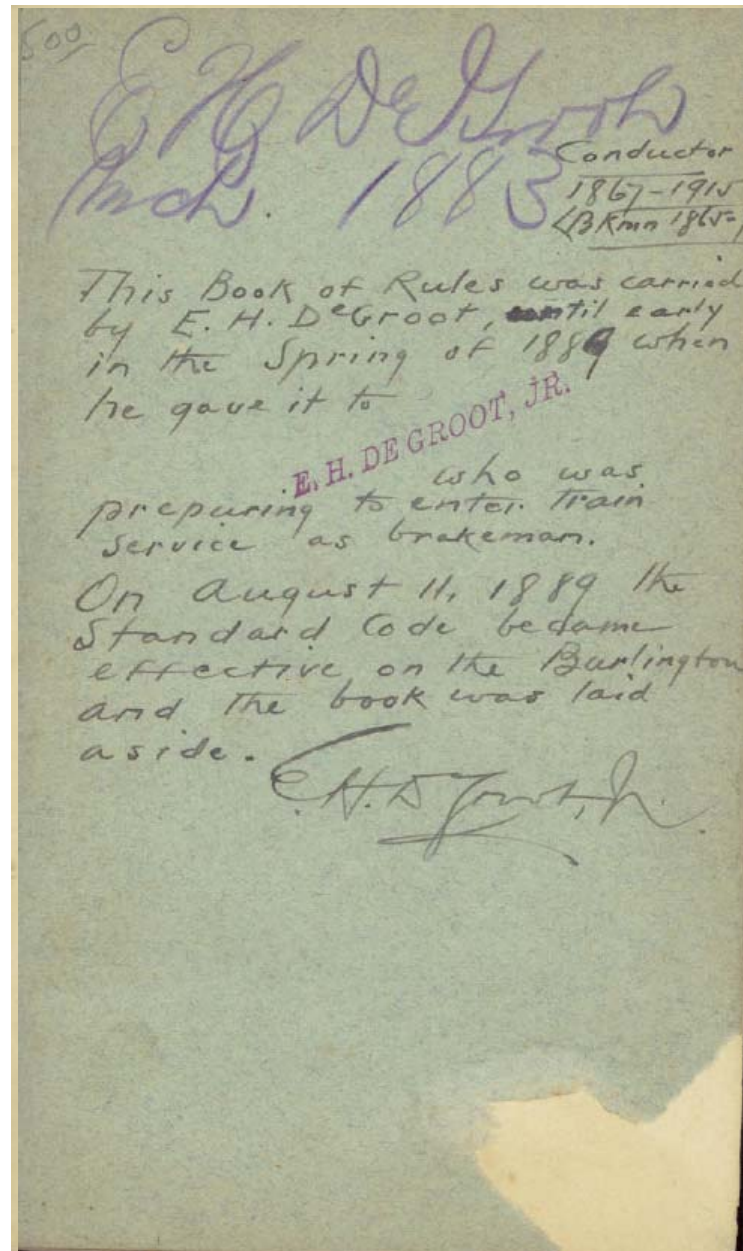 500
E H De Groot
Mch. 1883
Conductor
1867-1915
(BKmn 1865-7
This Book of Rules was carried
by E. H. DeGroot, until early
in the Spring of 1889 when
he gave it to
E. H. DE GROOT, JR.
who was
preparing to enter train
service as brakeman.
On August 11, 1889 the
Standard Code became
effective on the Burlington
and the book was laid
aside.
E.H. DeGroot, Jr.